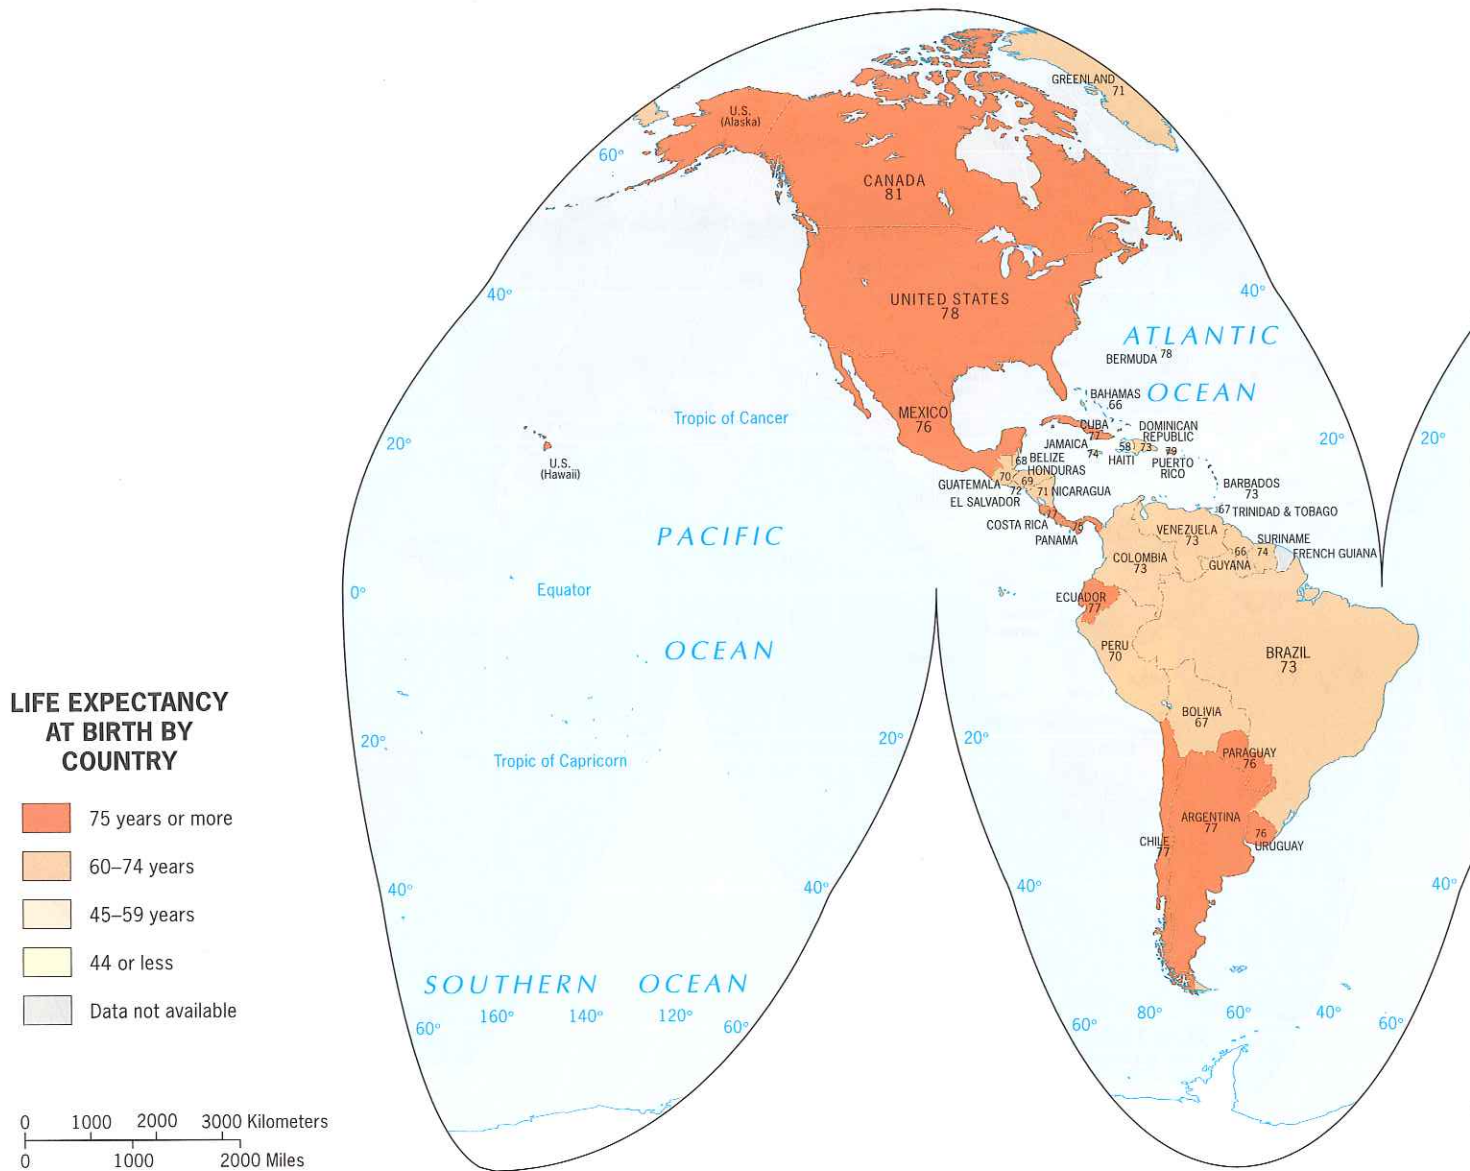 GREENLAND
71
U.S.
(Alaska)
60°
CANADA
81
40°
UNITED STATES
78
40°
ATLANTIC
OCEAN
BERMUDA 78
BAHAMAS
66
Tropic of Cancer
MEXICO
76
CUBA
77
DOMINICAN
REPUBLIC
73
JAMAICA
74
58
HAITI
79
PUERTO
RICO
20°
20°
20°
U.S.
(Hawaii)
68 BELIZE
HONDURAS
69
70
GUATEMALA
72
EL SALVADOR
71 NICARAGUA
BARBADOS
73
67 TRINIDAD & TOBAGO
77
COSTA RICA
PANAMA
PACIFIC
OCEAN
VENEZUELA
73
SURINAME
74
66
GUYANA
FRENCH GUIANA
COLOMBIA
73
0°
Equator
ECUADOR
77
PERU
70
BRAZIL
73
BOLIVIA
67
20°
Tropic of Capricorn
20°
20°
PARAGUAY
76
ARGENTINA
77
CHILE
77
76
URUGUAY
40°
40°
40°
40°
SOUTHERN OCEAN
60°
160°
140°
120°
60°
60°
80°
60°
40°
60°
LIFE EXPECTANCY
AT BIRTH BY
COUNTRY
75 years or more
60–74 years
45–59 years
44 or less
Data not available
0 1000 2000 3000 Kilometers
0 1000 2000 Miles